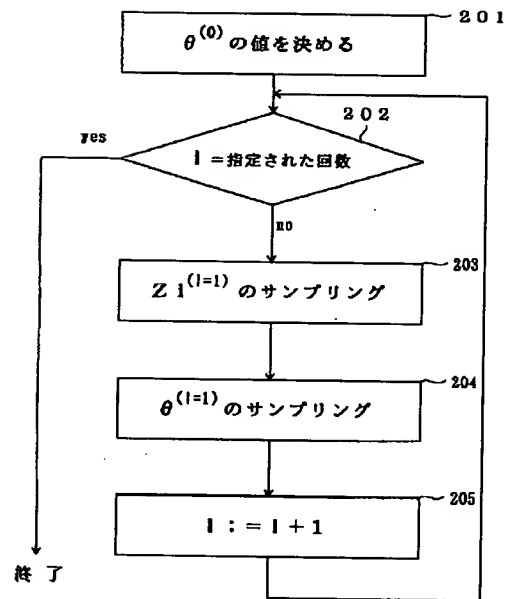 θ(0) の値を決める
201
202
yes
l =指定された回数
no
203
Z i(l=1) のサンプリング
204
θ(l=1) のサンプリング
205
l := l + 1
終 了